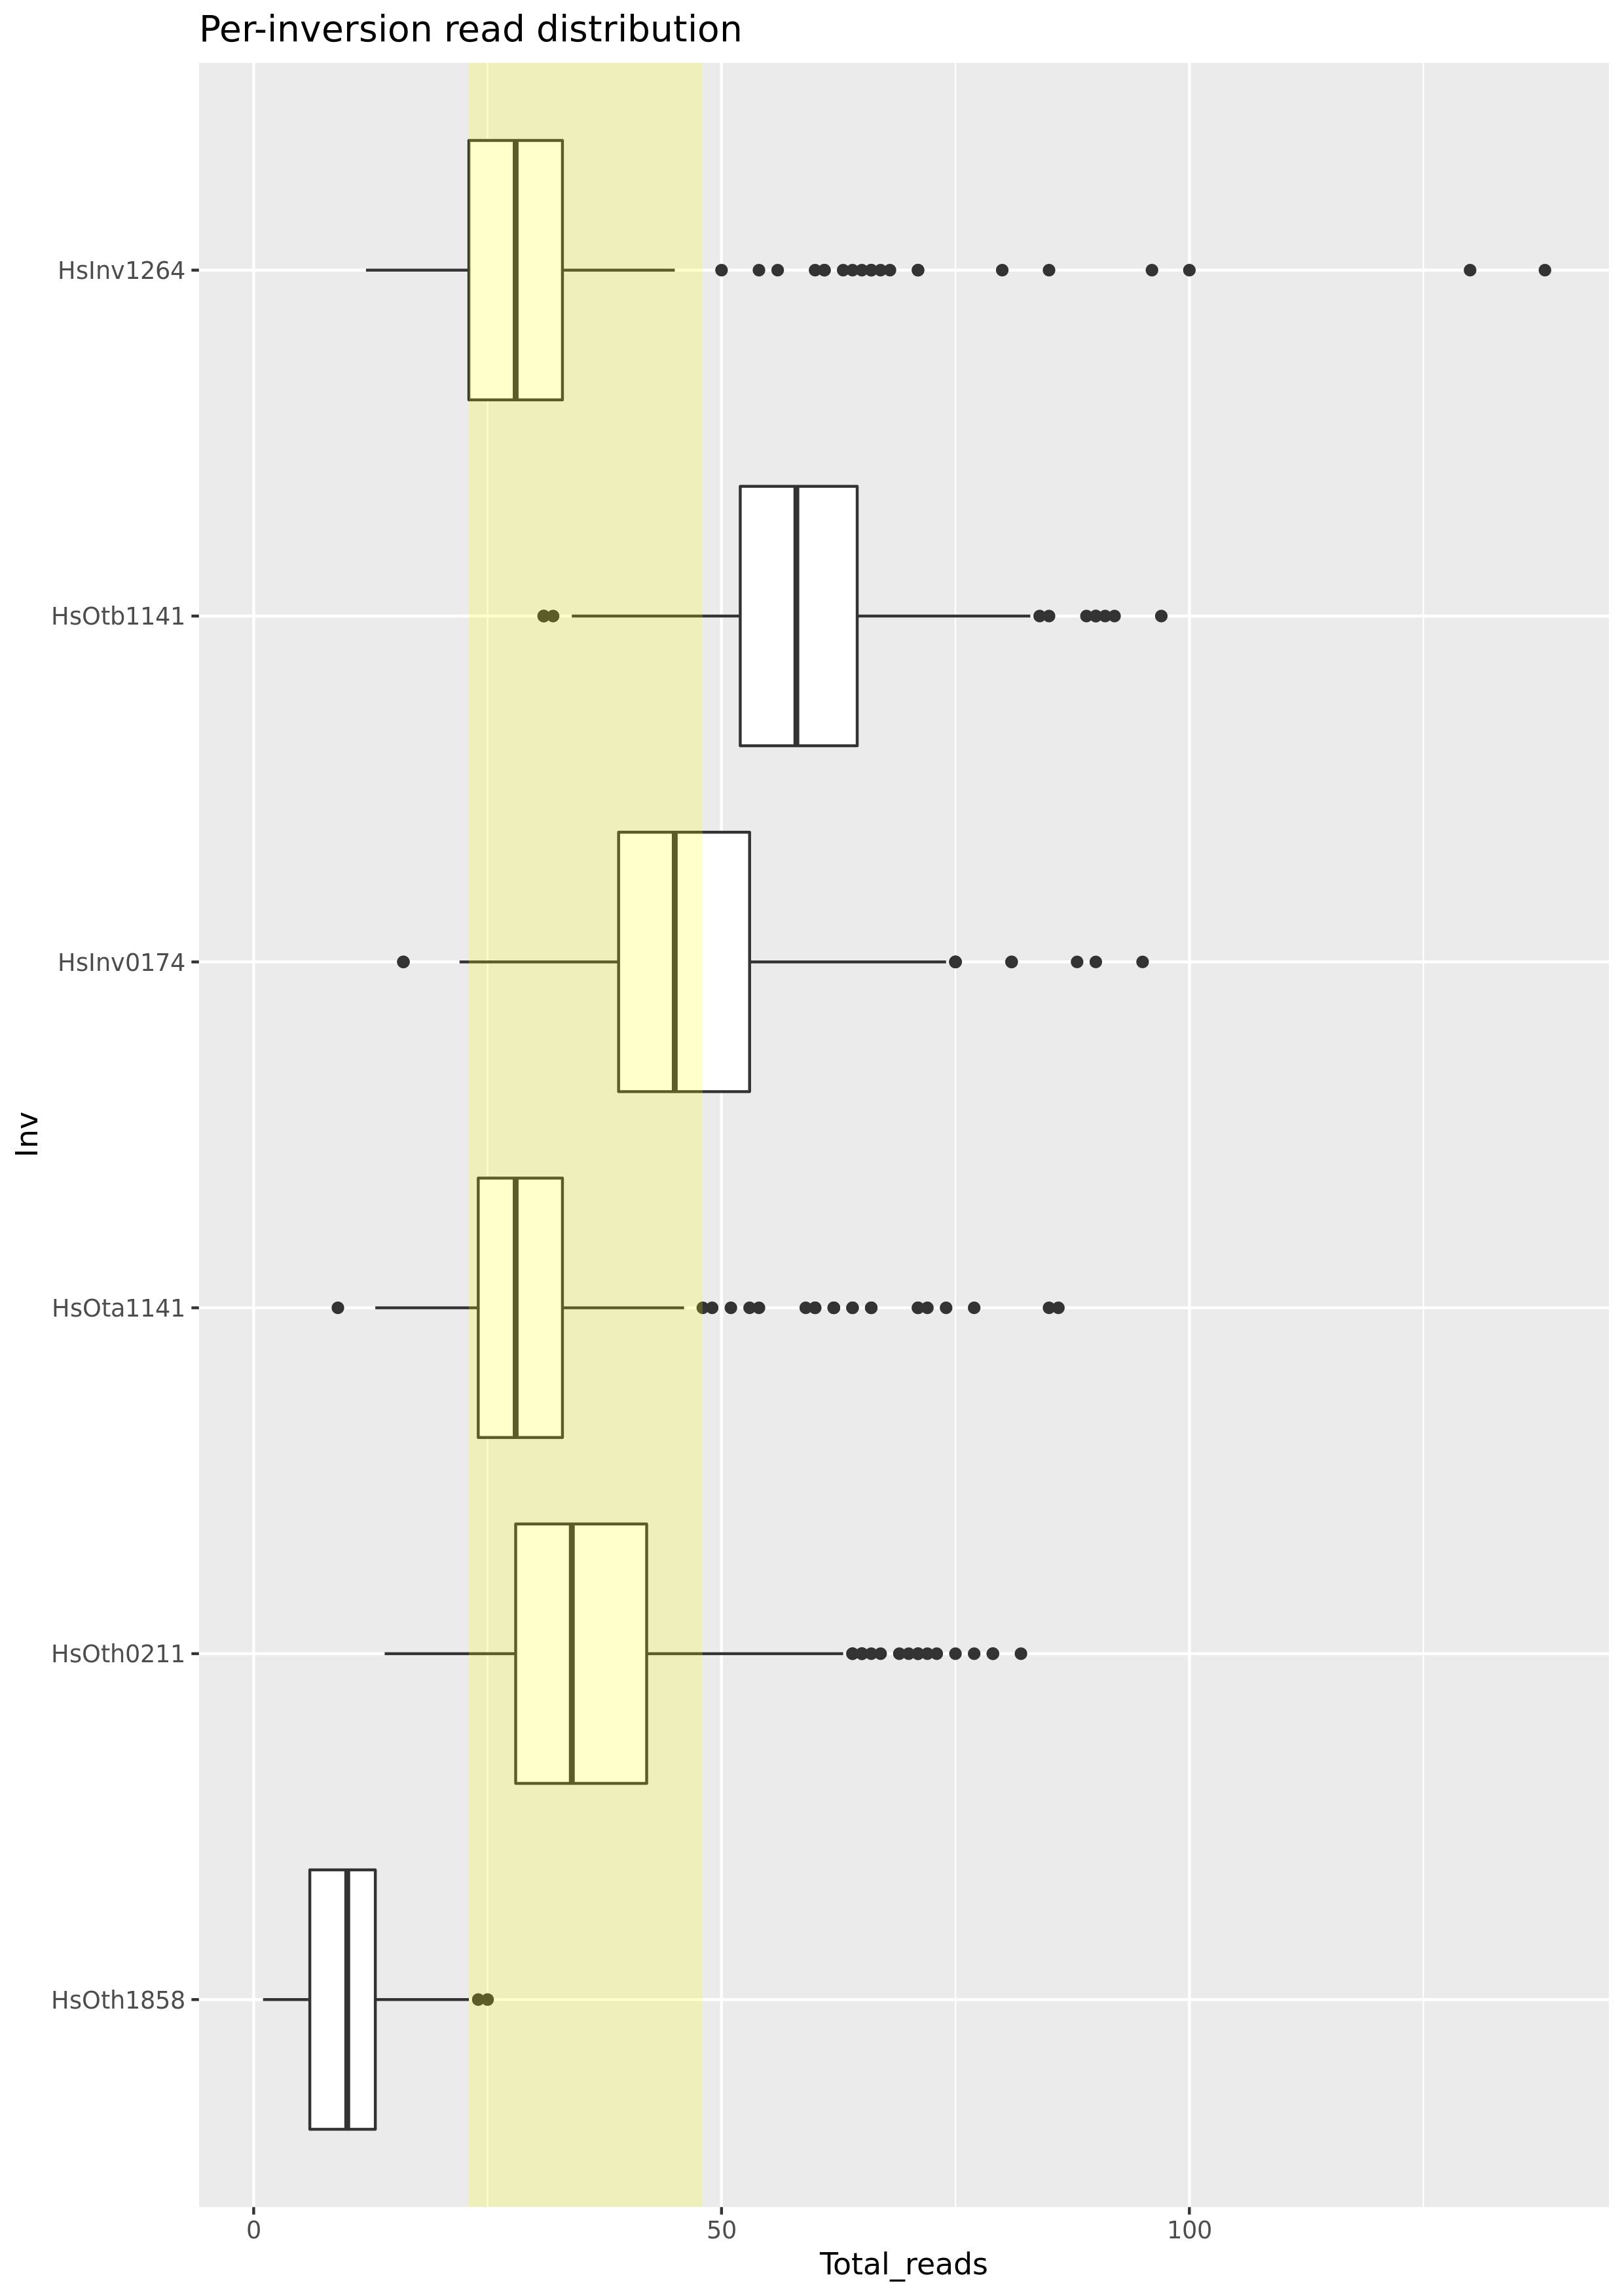 Per-inversion read distribution
HsInv1264
HsOtb1141
HsInv0174
HsOta1141
HsOth0211
HsOth1858
Inv
0 50 100
Total_reads